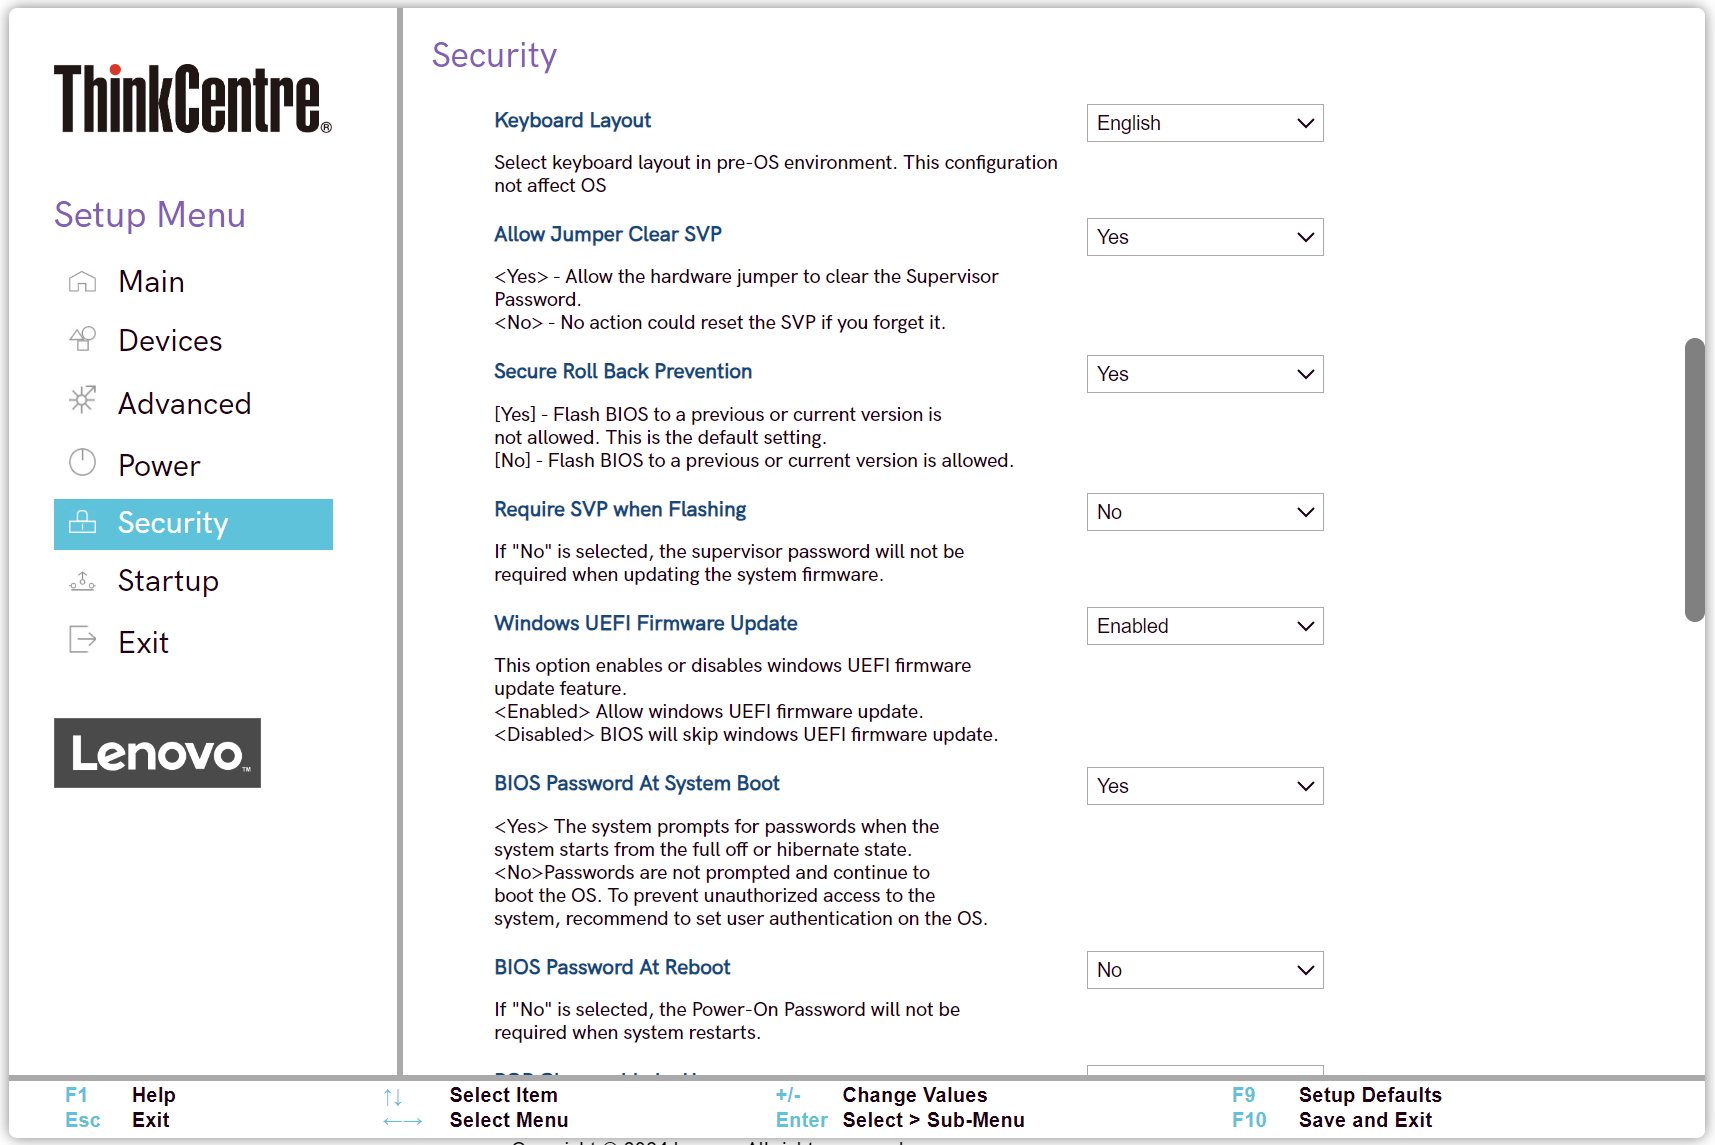 ThinkCentre®
Setup Menu
Main
Devices
Advanced
Power
Security
Startup
Exit
Lenovo™
Security
Keyboard Layout
English
Select keyboard layout in pre-OS environment. This configuration
not affect OS
Allow Jumper Clear SVP
Yes
<Yes> - Allow the hardware jumper to clear the Supervisor
Password.
<No> - No action could reset the SVP if you forget it.
Secure Roll Back Prevention
Yes
[Yes] - Flash BIOS to a previous or current version is
not allowed. This is the default setting.
[No] - Flash BIOS to a previous or current version is allowed.
Require SVP when Flashing
No
If "No" is selected, the supervisor password will not be
required when updating the system firmware.
Windows UEFI Firmware Update
Enabled
This option enables or disables windows UEFI firmware
update feature.
<Enabled> Allow windows UEFI firmware update.
<Disabled> BIOS will skip windows UEFI firmware update.
BIOS Password At System Boot
Yes
<Yes> The system prompts for passwords when the
system starts from the full off or hibernate state.
<No>Passwords are not prompted and continue to
boot the OS. To prevent unauthorized access to the
system, recommend to set user authentication on the OS.
BIOS Password At Reboot
No
If "No" is selected, the Power-On Password will not be
required when system restarts.
F1 Help ↑↓ Select Item +/- Change Values F9 Setup Defaults
Esc Exit ←→ Select Menu Enter Select > Sub-Menu F10 Save and Exit